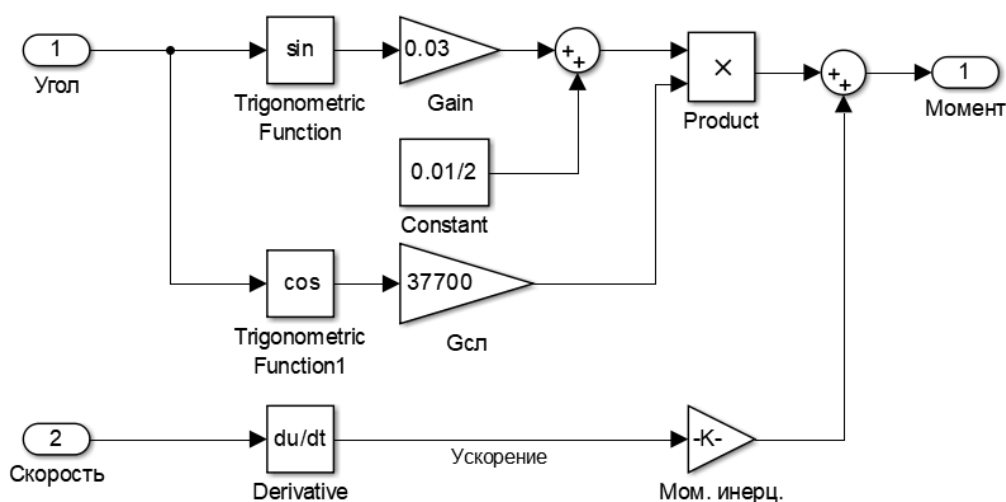 1
Угол
sin
Trigonometric
Function
0.03
Gain
+
+
×
Product
+
+
1
Момент
0.01/2
Constant
cos
Trigonometric
Function1
37700
Gсл
2
Скорость
du/dt
Derivative
Ускорение
-K-
Мом. инерц.